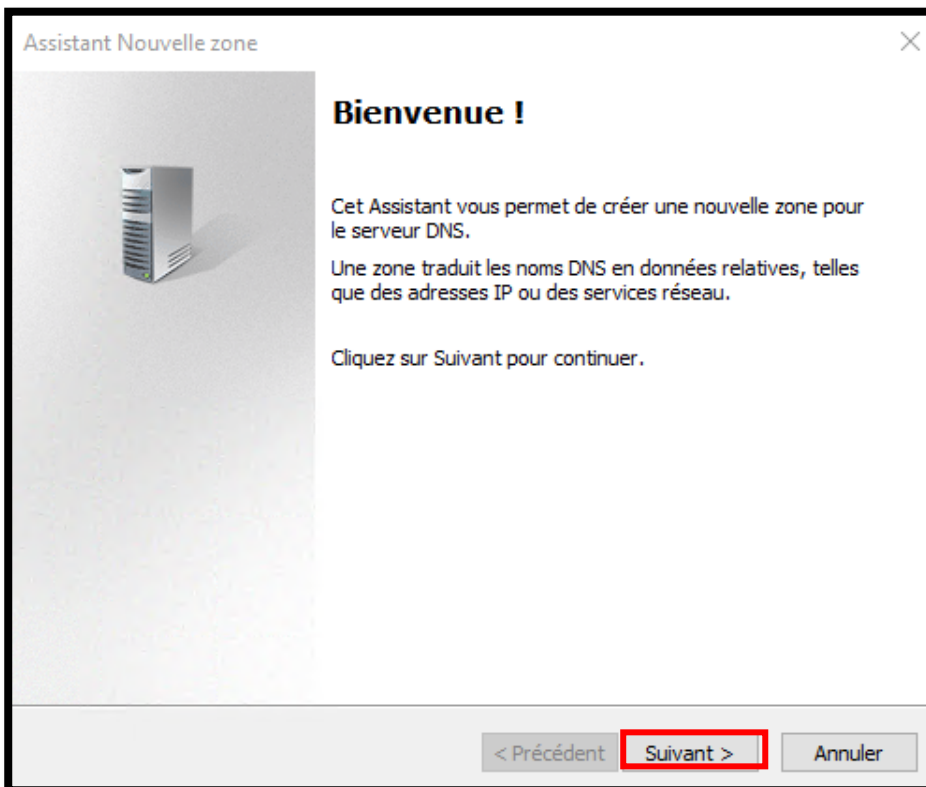 Assistant Nouvelle zone
Bienvenue !
Cet Assistant vous permet de créer une nouvelle zone pour
le serveur DNS.
Une zone traduit les noms DNS en données relatives, telles
que des adresses IP ou des services réseau.
Cliquez sur Suivant pour continuer.
< Précédent
Suivant >
Annuler